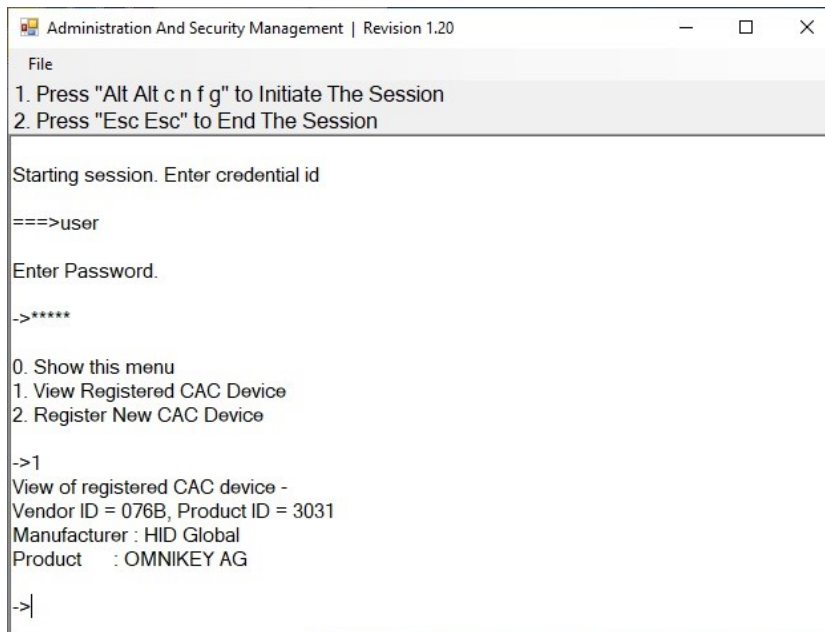 Administration And Security Management | Revision 1.20
File
1. Press "Alt Alt c n f g" to Initiate The Session
2. Press "Esc Esc" to End The Session
Starting session. Enter credential id
===>user
Enter Password.
->*****
0. Show this menu
1. View Registered CAC Device
2. Register New CAC Device
->1
View of registered CAC device -
Vendor ID = 076B, Product ID = 3031
Manufacturer : HID Global
Product : OMNIKEY AG
->